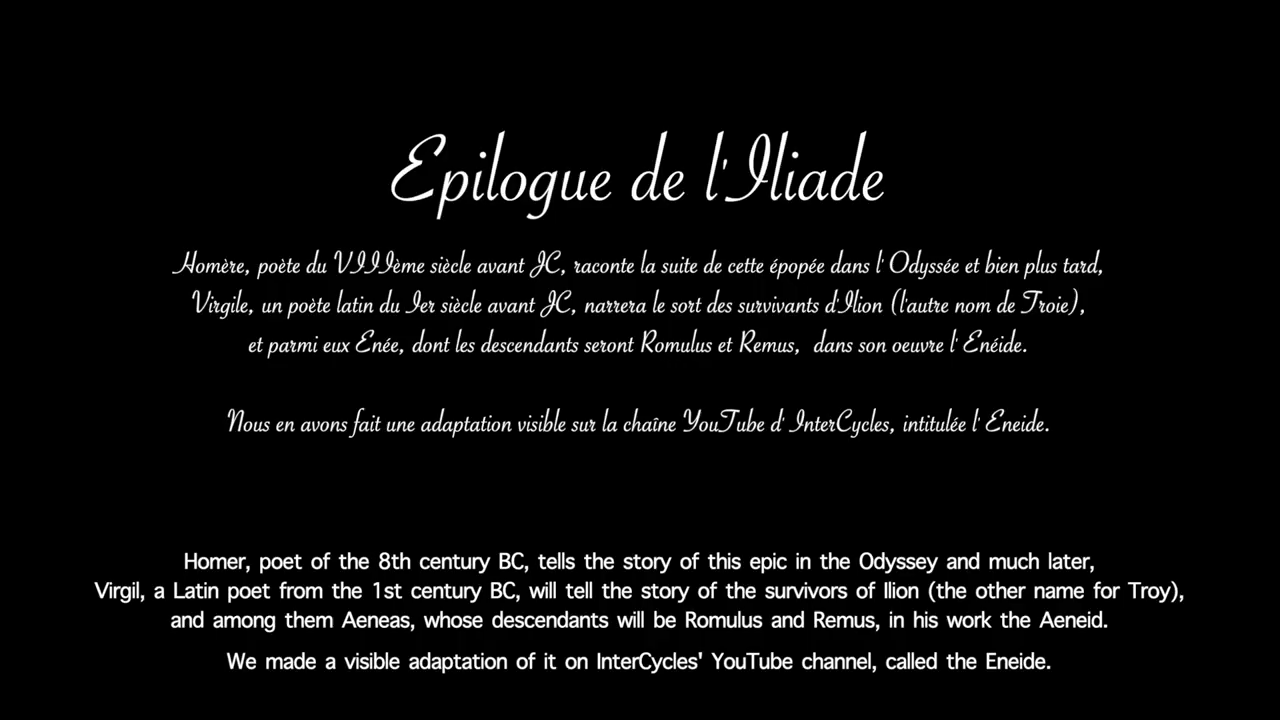 Epilogue de l'Iliade
Homère, poète du VIIIème siècle avant JC, raconte la suite de cette épopée dans l' Odyssée et bien plus tard,
Virgile, un poète latin du Ier siècle avant JC, narrera le sort des survivants d'Ilion (l'autre nom de Troie),
et parmi eux Enée, dont les descendants seront Romulus et Remus,  dans son oeuvre l' Enéide.
Nous en avons fait une adaptation visible sur la chaîne YouTube d' InterCycles, intitulée l' Eneide.
Homer, poet of the 8th century BC, tells the story of this epic in the Odyssey and much later,
Virgil, a Latin poet from the 1st century BC, will tell the story of the survivors of Ilion (the other name for Troy),
and among them Aeneas, whose descendants will be Romulus and Remus, in his work the Aeneid.
We made a visible adaptation of it on InterCycles' YouTube channel, called the Eneide.